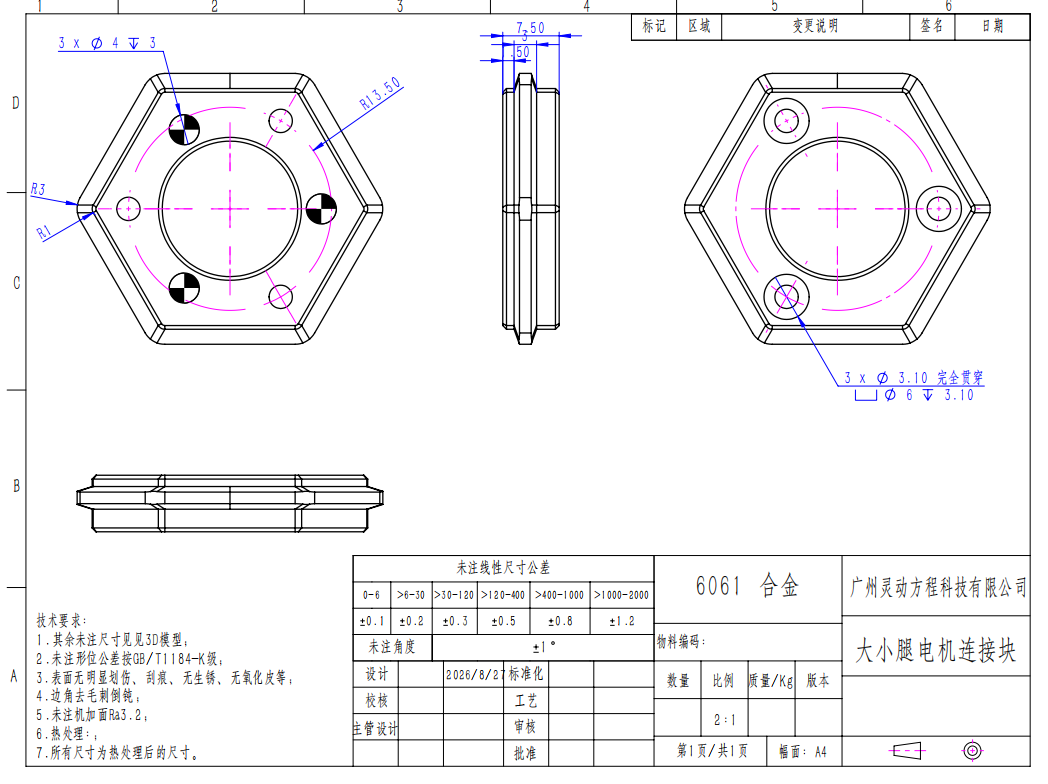 1 2 3 4 5 6
标记 区域 变更说明 签名 日期
3 x Ø 4 ↧ 3
7.50
3
.50
R13.50
D
R3
R1
C
3 x Ø 3.10 完全贯穿
⌴ Ø 6 ↧ 3.10
B
A
技术要求:
1.其余未注尺寸见见3D模型;
2.未注形位公差按GB/T1184-K级;
3.表面无明显划伤、刮痕、无生锈、无氧化皮等;
4.边角去毛刺倒钝;
5.未注机加面Ra3.2;
6.热处理:;
7.所有尺寸为热处理后的尺寸。
未注线性尺寸公差
0-6 >6-30 >30-120 >120-400 >400-1000 >1000-2000
±0.1 ±0.2 ±0.3 ±0.5 ±0.8 ±1.2
未注角度 ±1°
设计 2026/8/27 标准化
校核 工艺
主管设计 审核
批准
6061 合金
物料编码:
数量 比例 质量/Kg 版本
2:1
第1页/共1页 幅面: A4
广州灵动方程科技有限公司
大小腿电机连接块